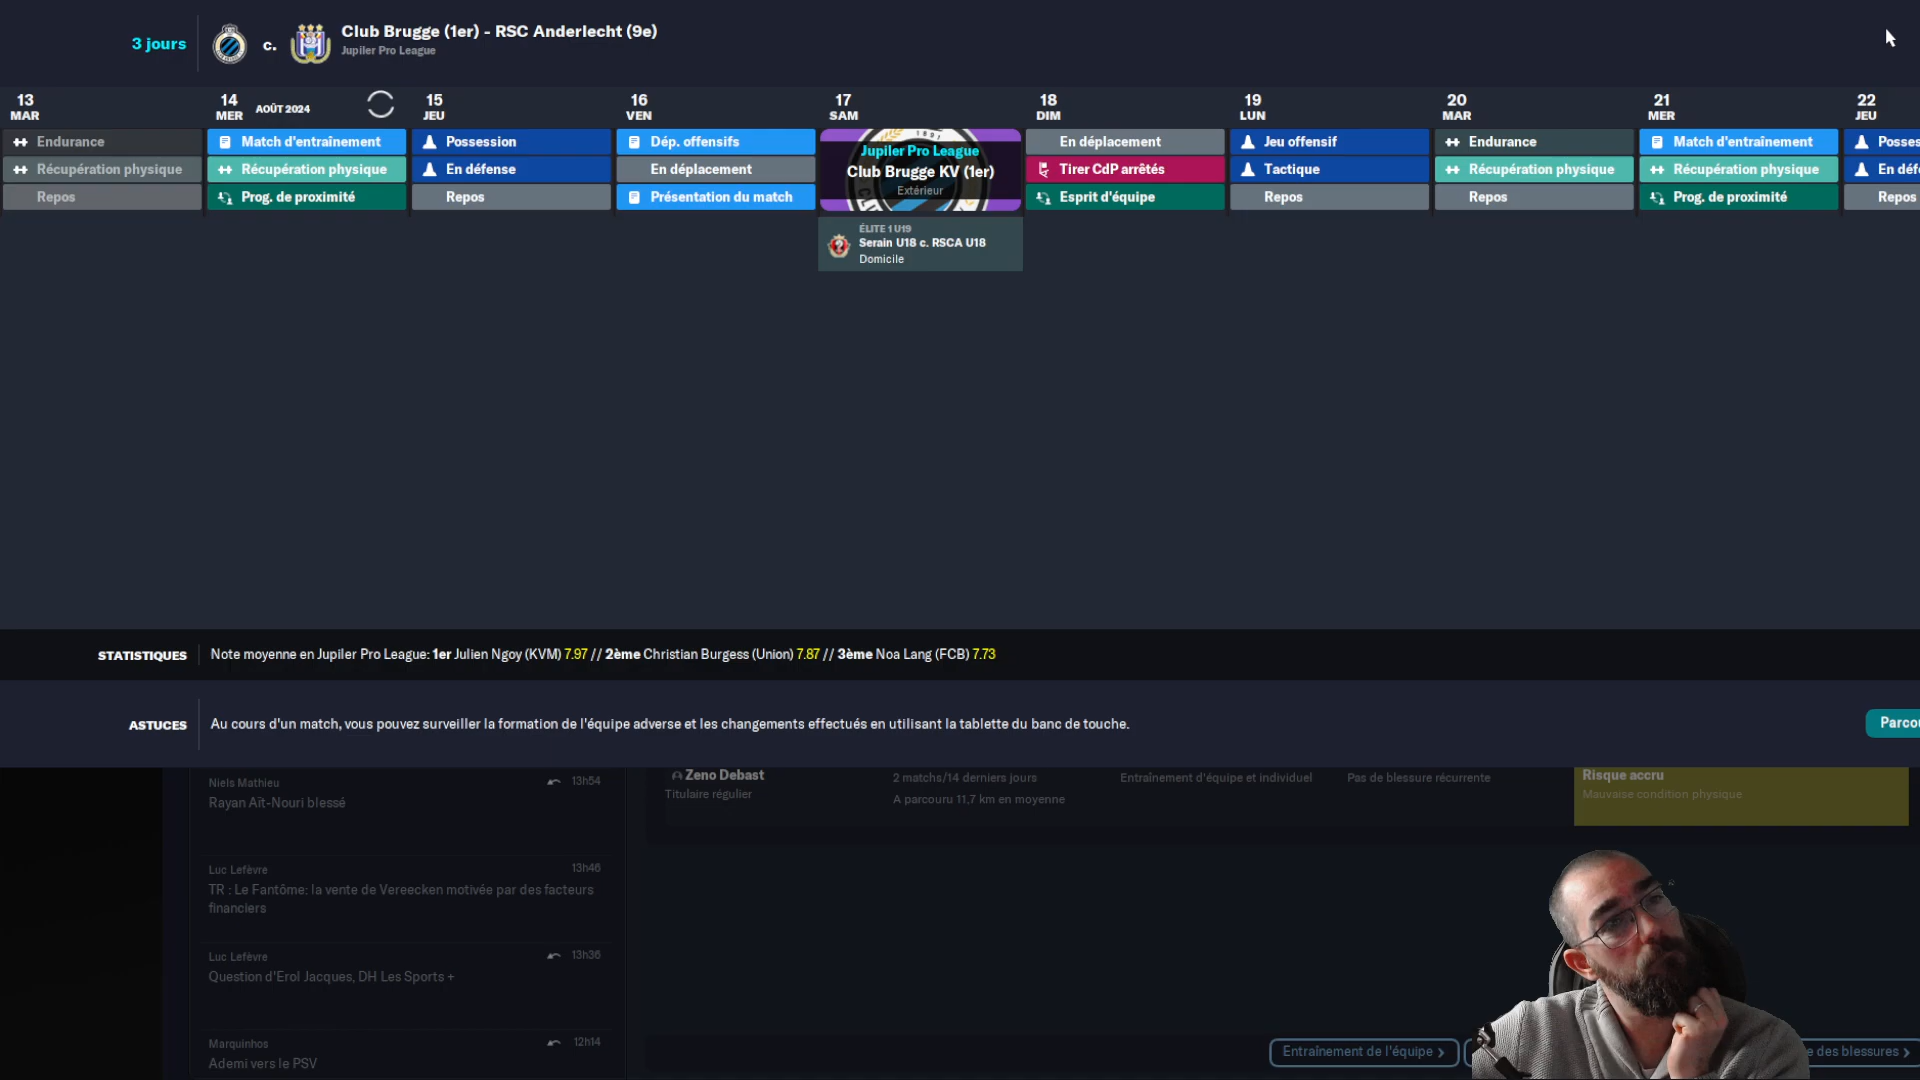 3 jours
c.
Club Brugge (1er) - RSC Anderlecht (9e)
Jupiler Pro League
13
MAR
14
MER
AOÛT 2024
15
JEU
16
VEN
17
SAM
18
DIM
19
LUN
20
MAR
21
MER
22
JEU
Endurance
Récupération physique
Repos
Match d'entraînement
Récupération physique
Prog. de proximité
Possession
En défense
Repos
Dép. offensifs
En déplacement
Présentation du match
Jupiler Pro League
Club Brugge KV (1er)
Extérieur
ÉLITE 1 U19
Serain U18 c. RSCA U18
Domicile
En déplacement
Tirer CdP arrêtés
Esprit d'équipe
Jeu offensif
Tactique
Repos
Endurance
Récupération physique
Repos
Match d'entraînement
Récupération physique
Prog. de proximité
Posses
En défe
Repos
STATISTIQUES
Note moyenne en Jupiler Pro League: 1er Julien Ngoy (KVM) 7.97 // 2ème Christian Burgess (Union) 7.87 // 3ème Noa Lang (FCB) 7.73
ASTUCES
Au cours d'un match, vous pouvez surveiller la formation de l'équipe adverse et les changements effectués en utilisant la tablette du banc de touche.
Parcou
Niels Mathieu
13h54
Rayan Aït-Nouri blessé
Luc Lefèvre
13h46
TR : Le Fantôme: la vente de Vereecken motivée par des facteurs
financiers
Luc Lefèvre
13h36
Question d'Erol Jacques, DH Les Sports +
Marquinhos
12h14
Ademi vers le PSV
Zeno Debast
Titulaire régulier
2 matchs/14 derniers jours
A parcouru 11,7 km en moyenne
Entraînement d'équipe et individuel
Pas de blessure récurrente
Risque accru
Mauvaise condition physique
Entraînement de l'équipe >
e des blessures >